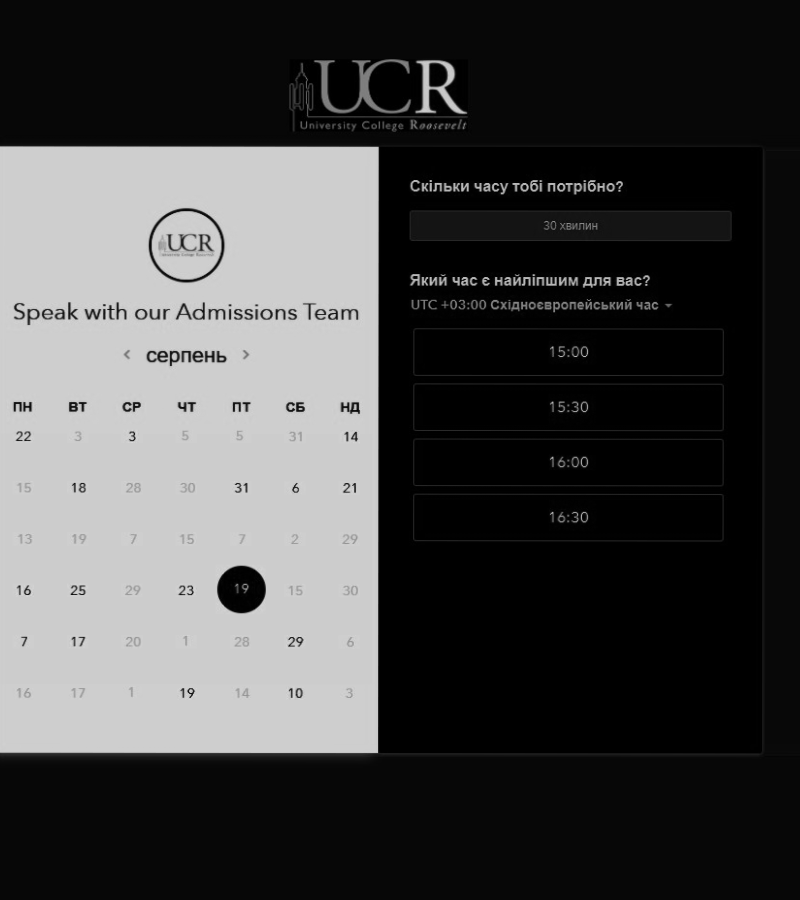 UCR
University College Roosevelt
UCR
University College Roosevelt
Speak with our Admissions Team
серпень
ПН ВТ СР ЧТ ПТ СБ НД
22 3 3 5 5 31 14
15 18 28 30 31 6 21
13 19 7 15 7 2 29
16 25 29 23 19 15 30
7 17 20 1 28 29 6
16 17 1 19 14 10 3
Скільки часу тобі потрібно?
30 хвилин
Який час є найліпшим для вас?
UTC +03:00 Східноєвропейський час
15:00
15:30
16:00
16:30